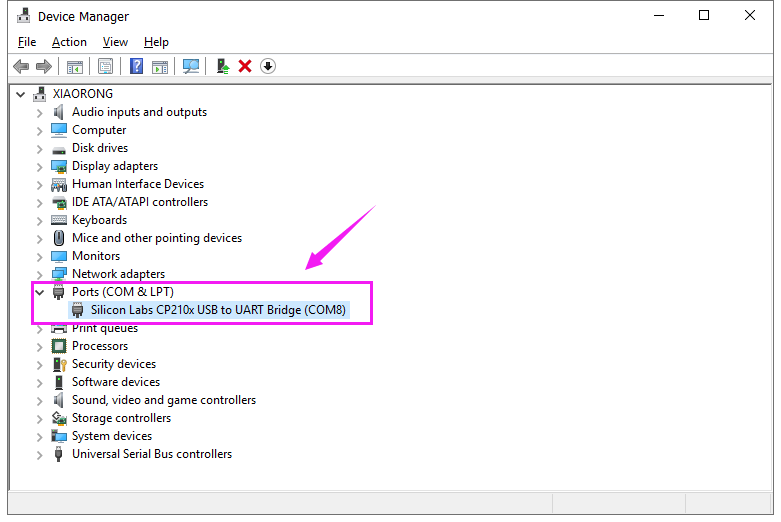 Device Manager
File Action View Help
XIAORONG
Audio inputs and outputs
Computer
Disk drives
Display adapters
Human Interface Devices
IDE ATA/ATAPI controllers
Keyboards
Mice and other pointing devices
Monitors
Network adapters
Ports (COM & LPT)
Silicon Labs CP210x USB to UART Bridge (COM8)
Print queues
Processors
Security devices
Software devices
Sound, video and game controllers
Storage controllers
System devices
Universal Serial Bus controllers